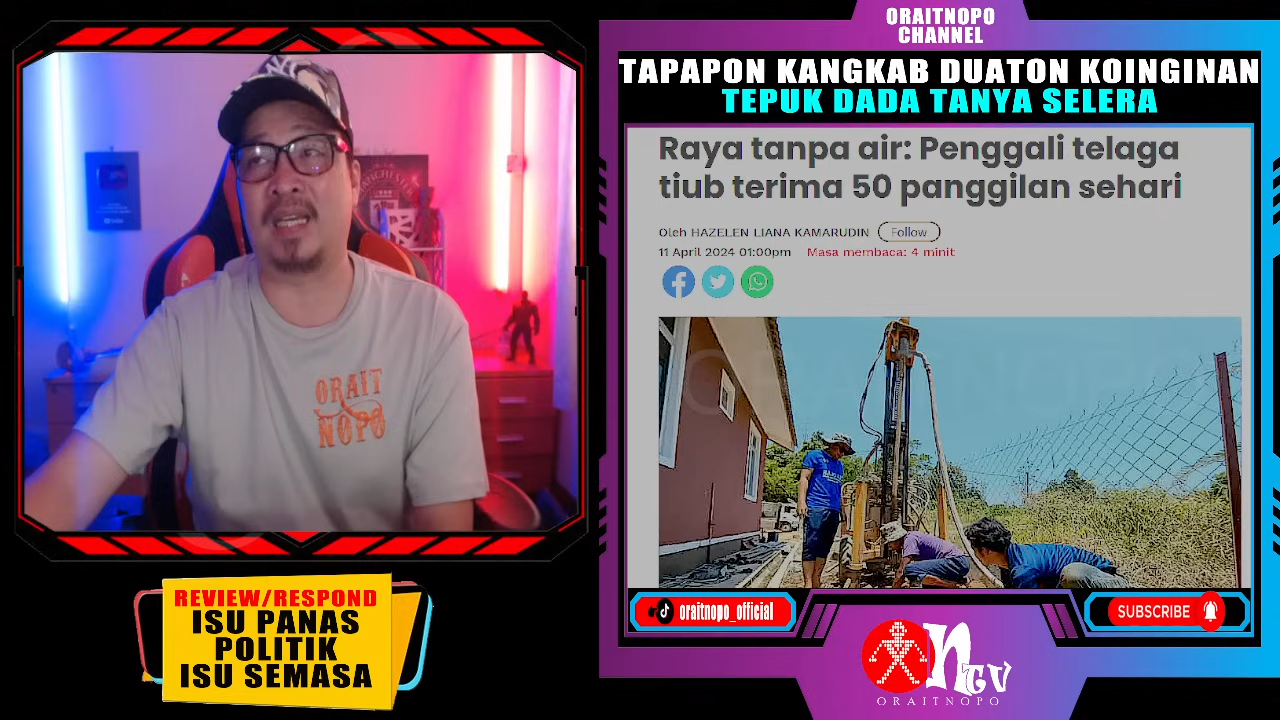 ORAITNOPO
CHANNEL
TAPAPON KANGKAB DUATON KOINGINAN
TEPUK DADA TANYA SELERA
Raya tanpa air: Penggali telaga
tiub terima 50 panggilan sehari
Oleh HAZELEN LIANA KAMARUDIN Follow
11 April 2024 01:00pm Masa membaca: 4 minit
ORAIT
NOPO
MANCHESTER
REVIEW/RESPOND
ISU PANAS
POLITIK
ISU SEMASA
oraitnopo_official
SUBSCRIBE
nTV
ORAITNOPO